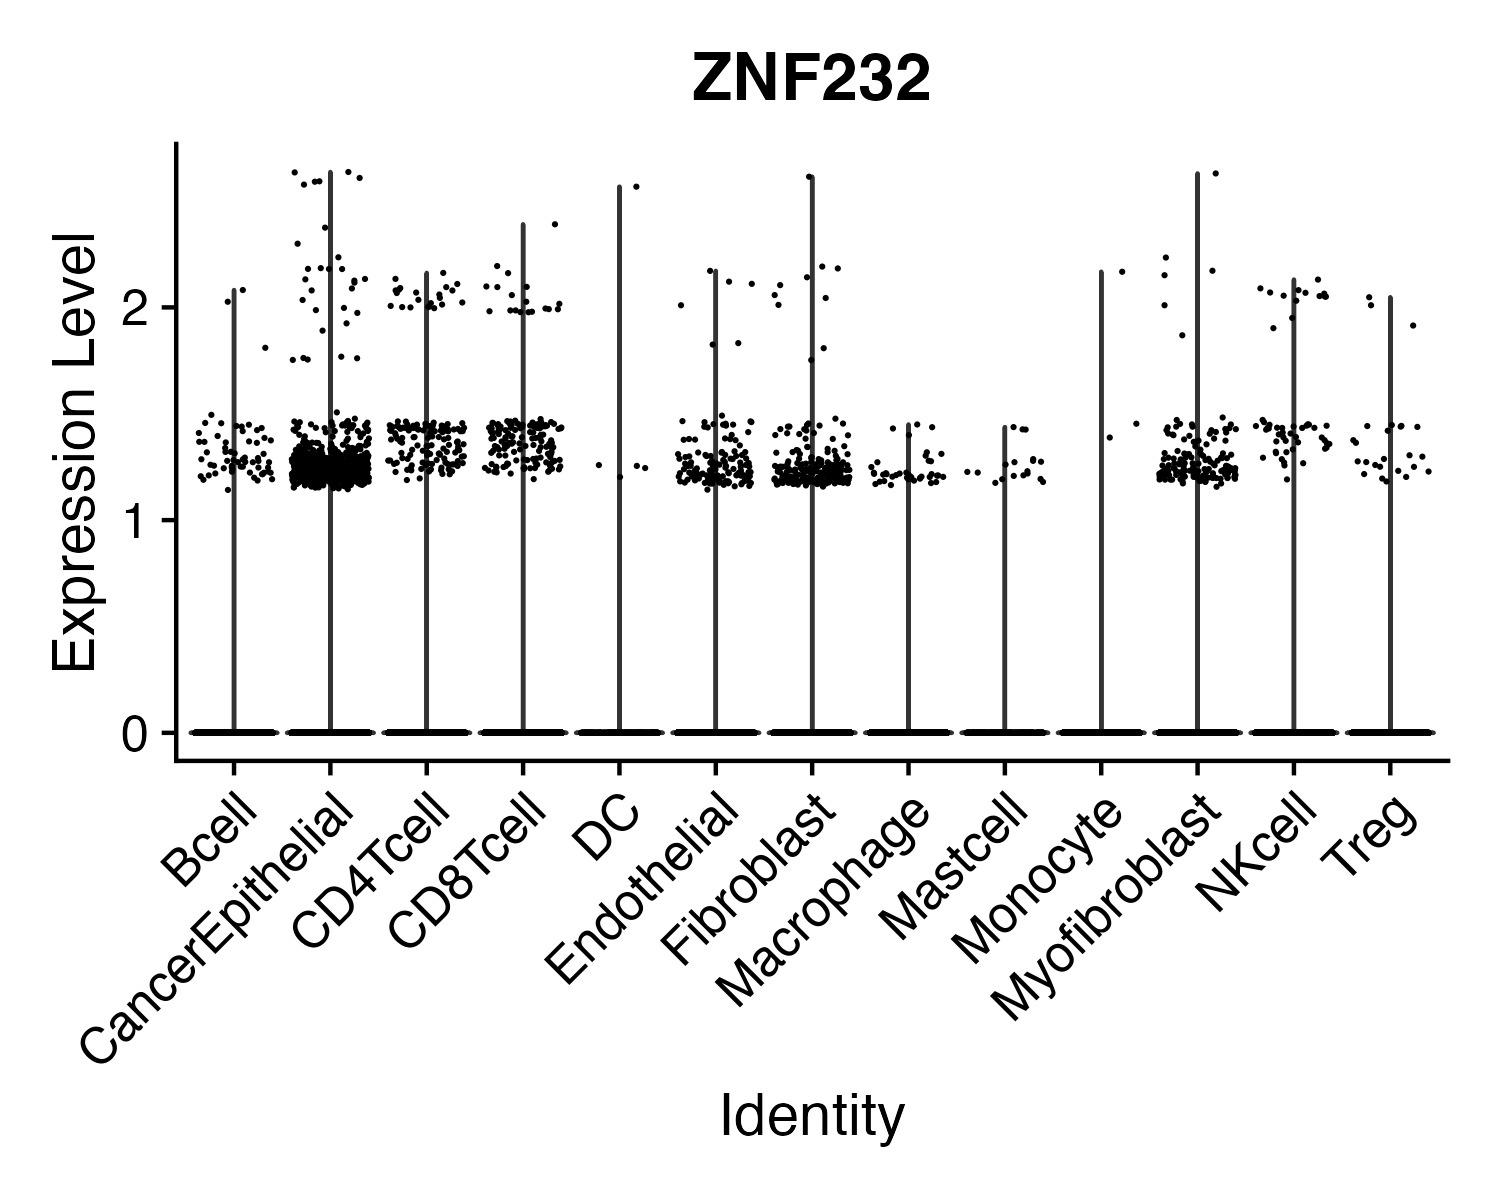 ZNF232
Expression Level
2
1
0
Bcell
CancerEpithelial
CD4Tcell
CD8Tcell
DC
Endothelial
Fibroblast
Macrophage
Mastcell
Monocyte
Myofibroblast
NKcell
Treg
Identity